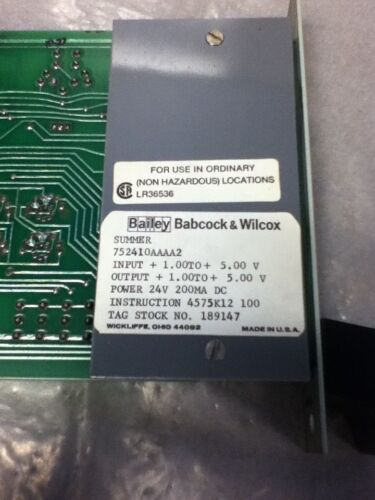 FOR USE IN ORDINARY
(NON HAZARDOUS) LOCATIONS
LR36536
Bailey Babcock & Wilcox
SUMMER
752410AAAA2
INPUT + 1.00TO + 5.00 V
OUTPUT + 1.00TO + 5.00 V
POWER 24V 200MA DC
INSTRUCTION 4575K12 100
TAG STOCK NO. 189147
WICKLIFFE, OHIO 44092 MADE IN U.S.A.